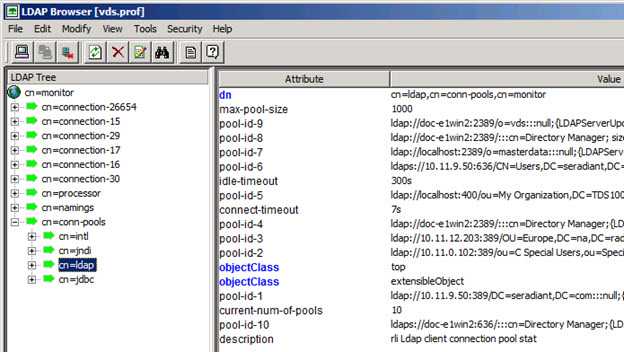 LDAP Browser [vds.prof]
File Edit View Tools Security Help
LDAP Tree
cn=monitor
cn=connection-26654
cn=connection-15
cn=connection-29
cn=connection-17
cn=connection-16
cn=connection-30
cn=processor
cn=namings
cn=conn-pools
cn=intl
cn=jndi
cn=ldap
cn=jdbc
Attribute Value
dn cn=ldap,cn=conn-pools,cn=monitor
max-pool-size 1000
pool-id-9 ldap://doc-e1win2:2389/o=vds:::null;{LDAPServerUpd
pool-id-8 ldap://doc-e1win2:2389/:::cn=Directory Manager; size
pool-id-7 ldap://localhost:2389/o=masterdata:::null;{LDAPServer
pool-id-6 ldaps://10.11.9.50:636/CN=Users,DC=seradiant,DC=
idle-timeout 300s
pool-id-5 ldap://localhost:400/ou=My Organization,DC=TDS100
connect-timeout 7s
pool-id-4 ldap://doc-e1win2:2389/:::cn=Directory Manager;{L
pool-id-3 ldap://10.11.12.203:389/OU=Europe,DC=na,DC=rad
pool-id-2 ldap://10.11.0.102:389/ou=C Special Users,ou=Speci
objectClass top
objectClass extensibleObject
pool-id-1 ldap://10.11.9.50:389/DC=seradiant,DC=com:::null;{
current-num-of-pools 10
pool-id-10 ldaps://doc-e1win2:636/:::cn=Directory Manager;{L
description rli Ldap client connection pool stat